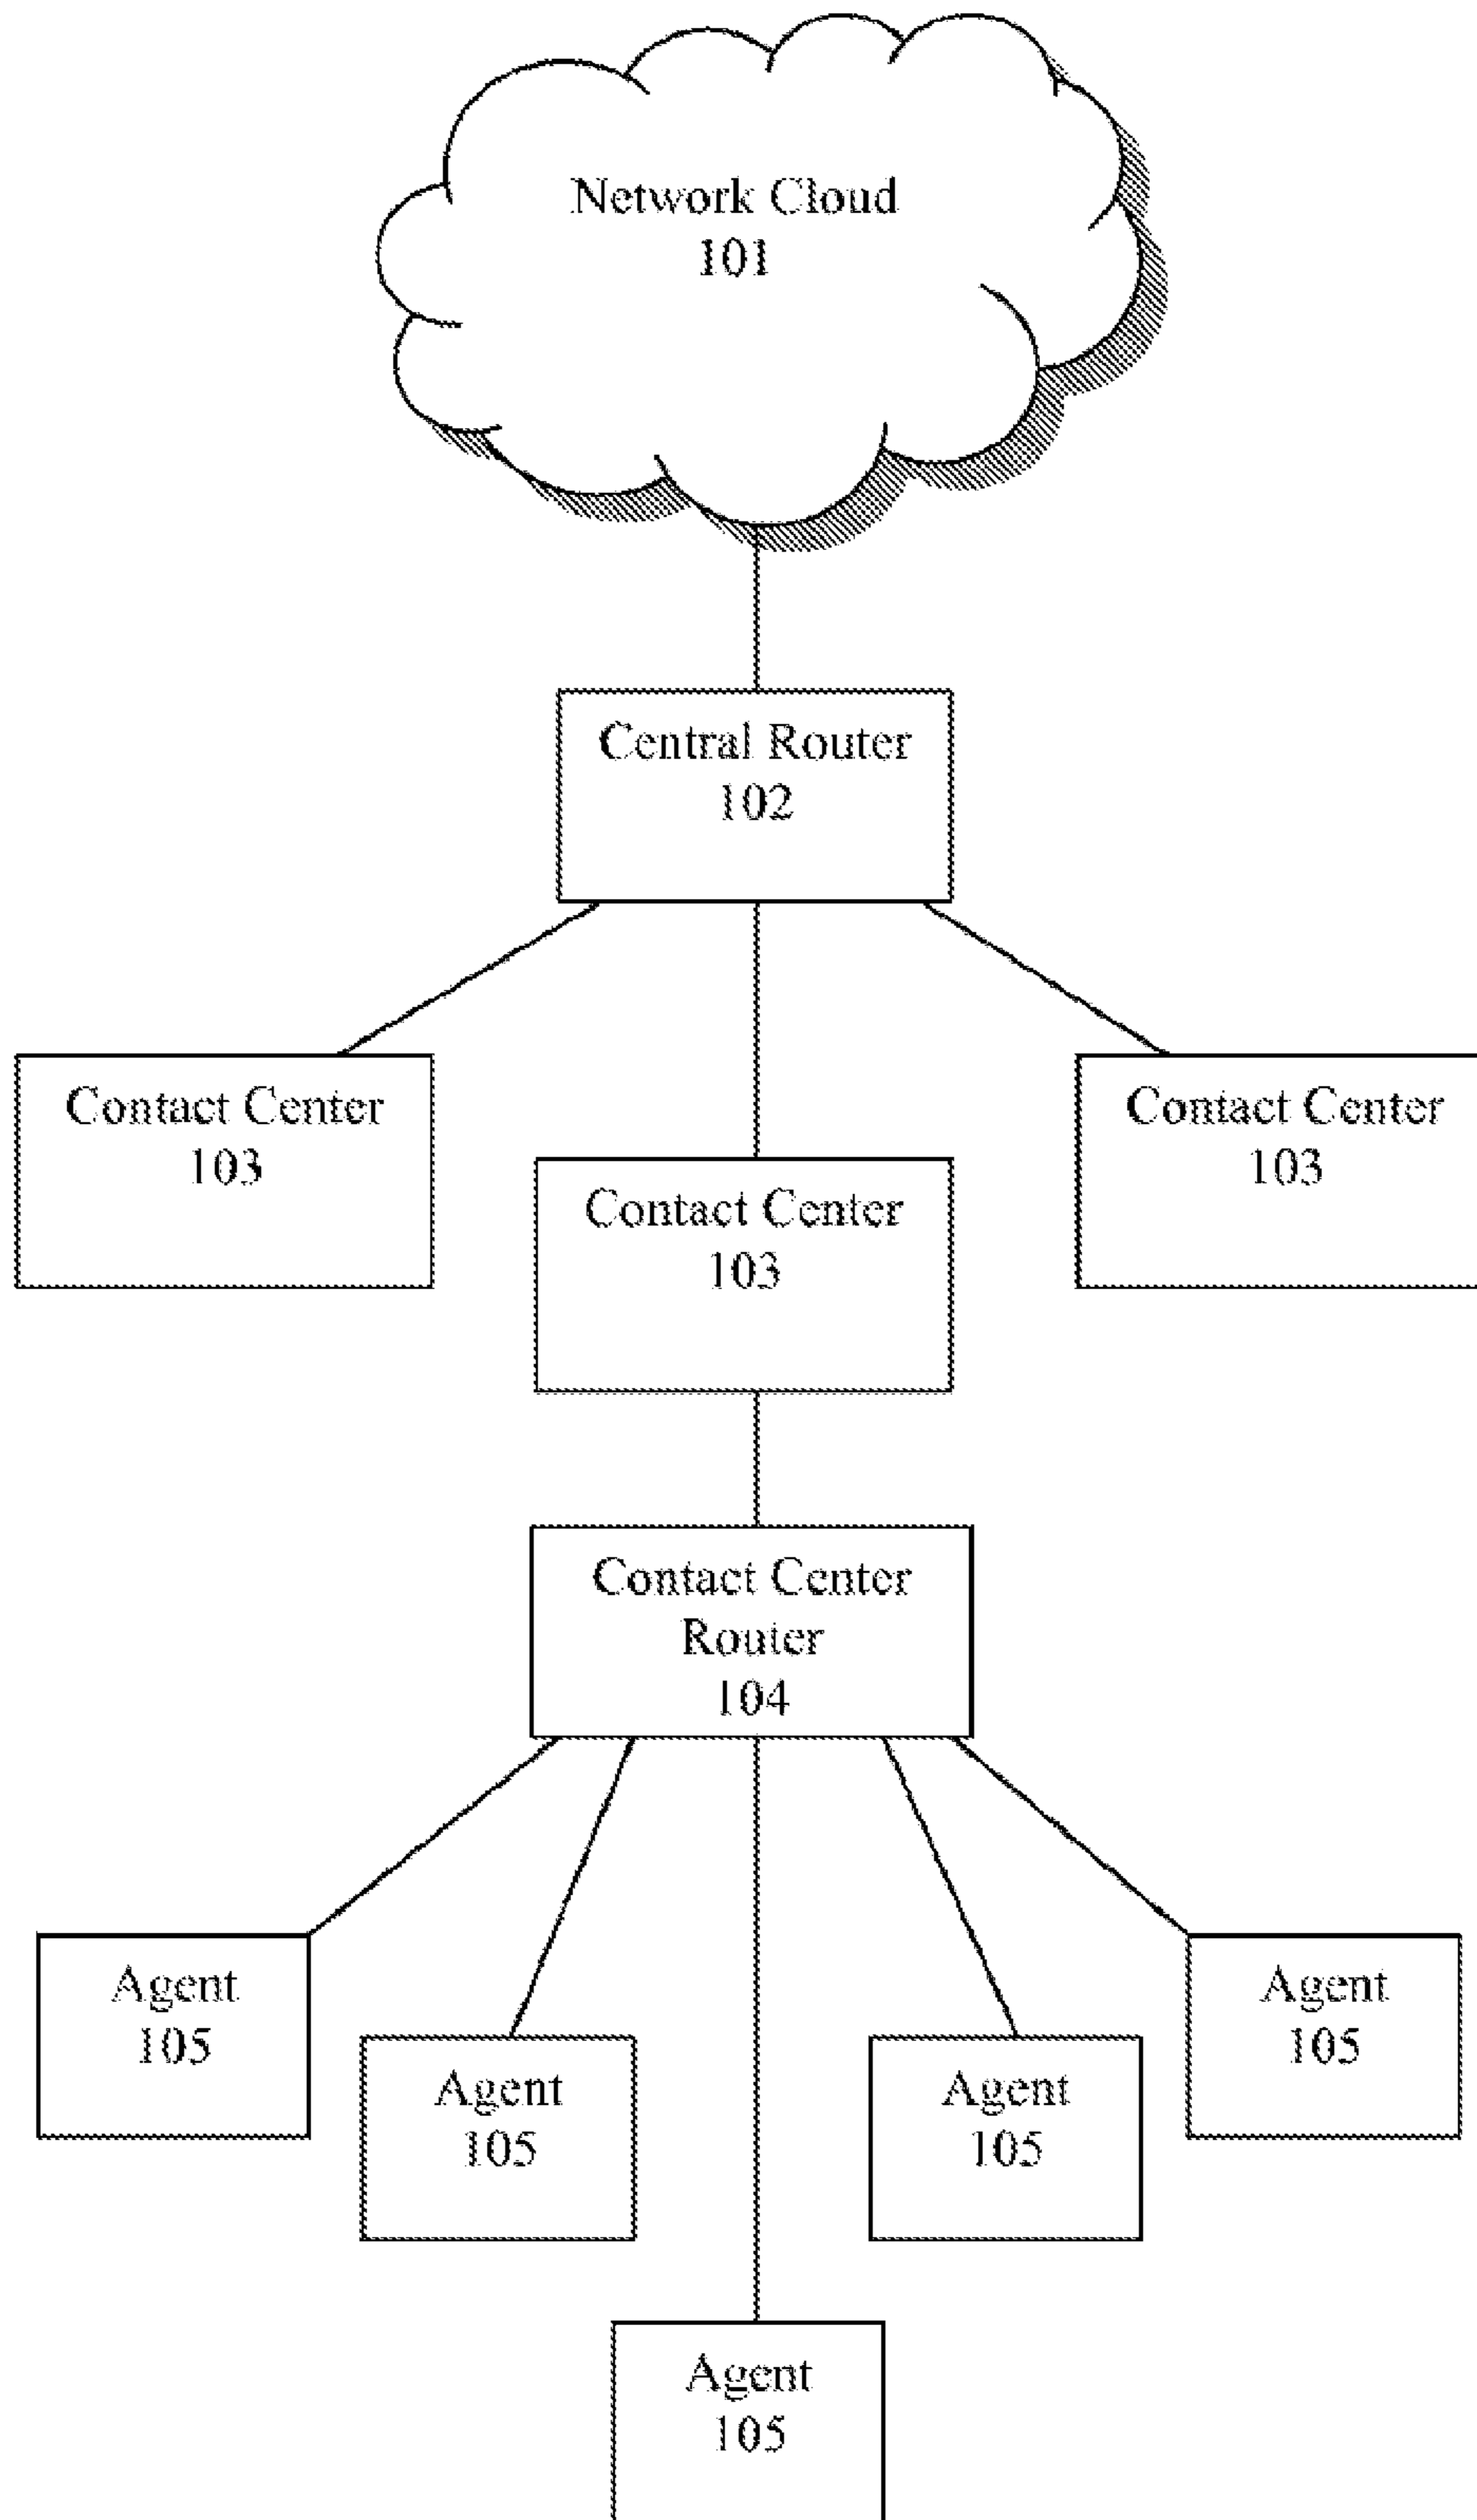 Network Cloud
101
Central Router
102
Contact Center
103
Contact Center
103
Contact Center
103
Contact Center
Router
104
Agent
105
Agent
105
Agent
105
Agent
105
Agent
105